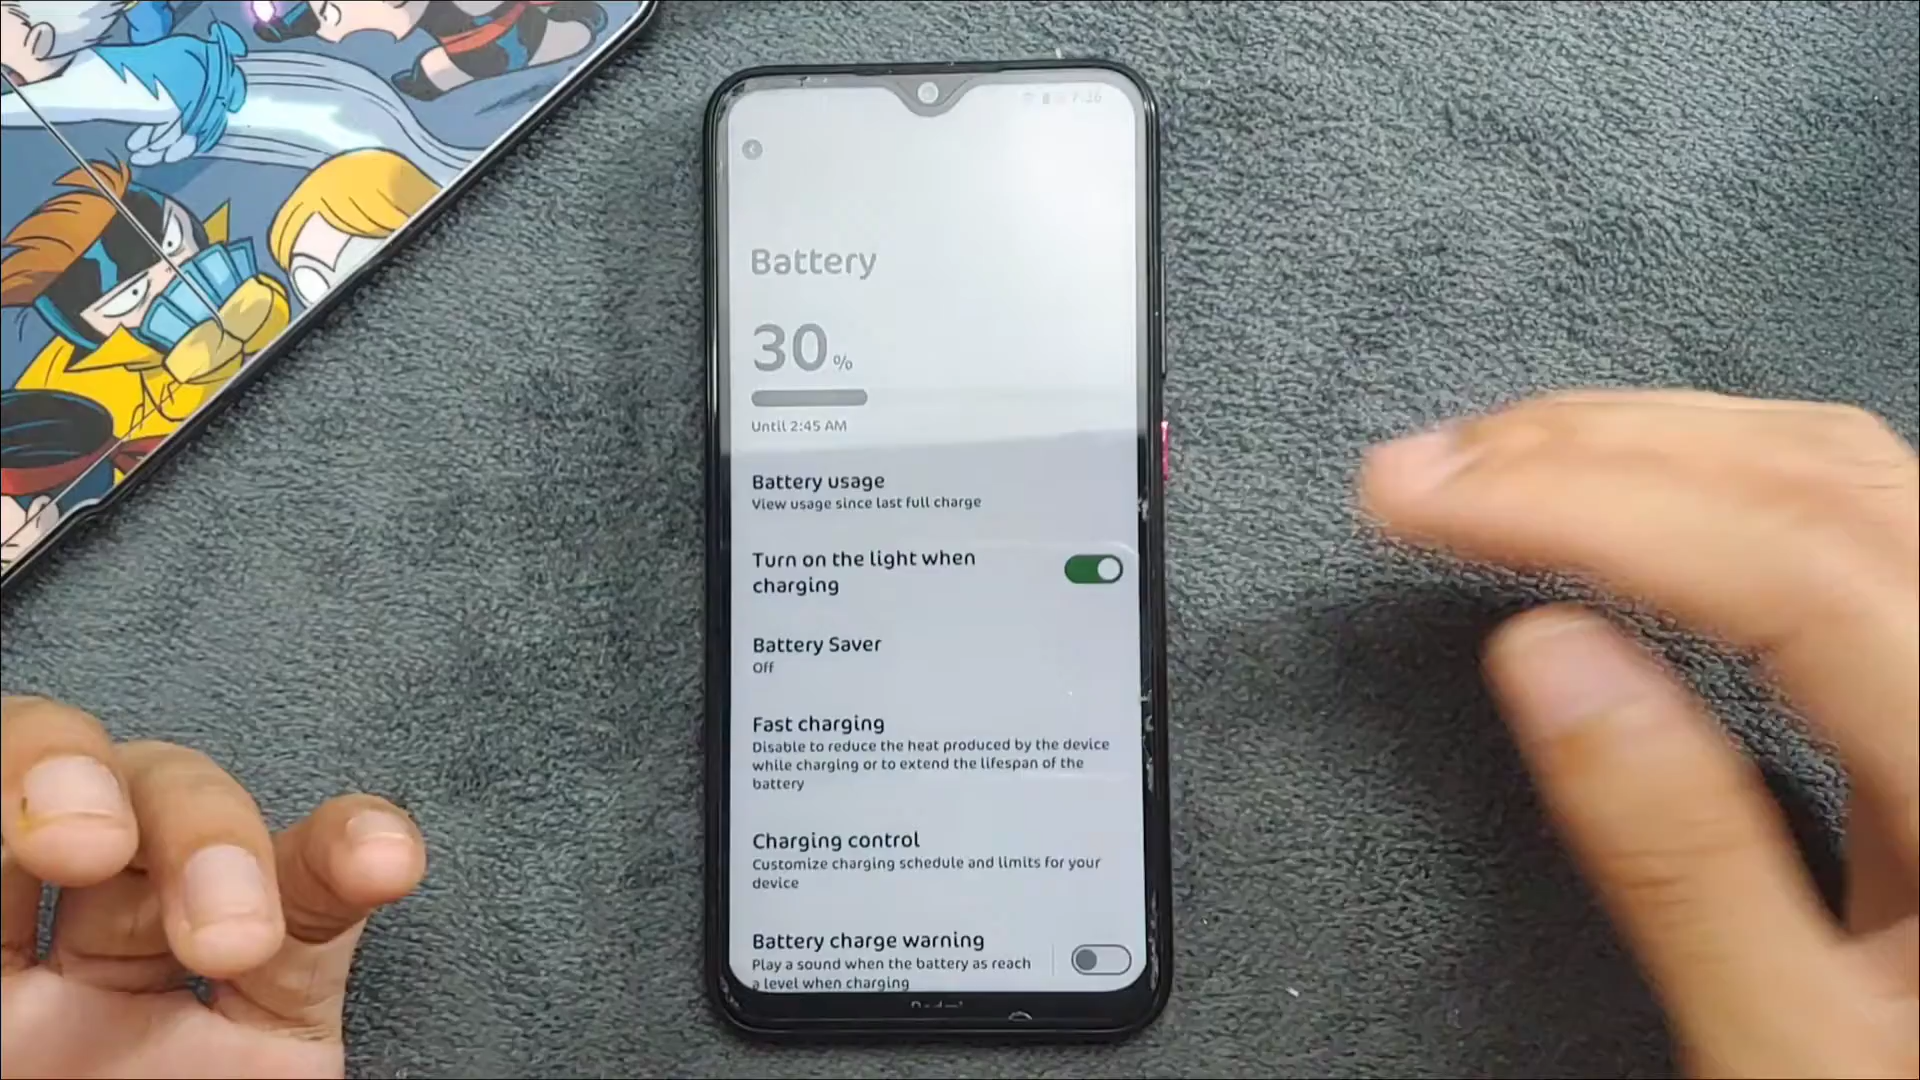 7:36
Battery
30%
Until 2:45 AM
Battery usage
View usage since last full charge
Turn on the light when
charging
Battery Saver
Off
Fast charging
Disable to reduce the heat produced by the device
while charging or to extend the lifespan of the
battery
Charging control
Customize charging schedule and limits for your
device
Battery charge warning
Play a sound when the battery as reach
a level when charging
Redmi